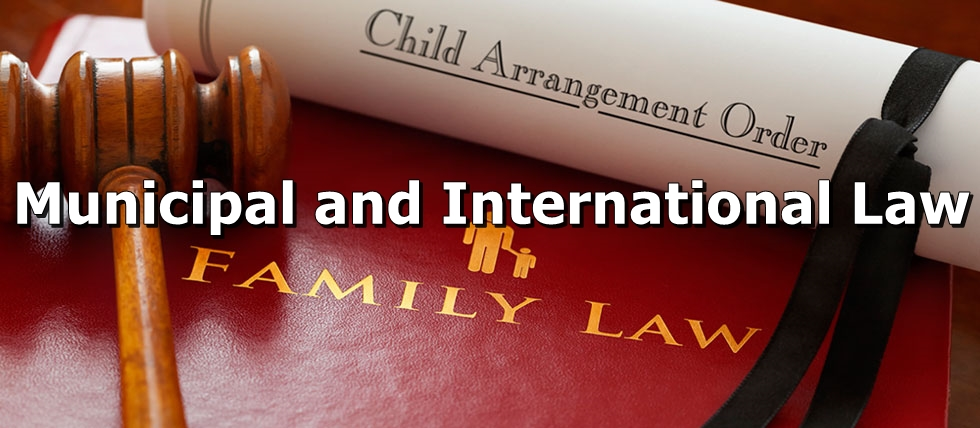 Child Arrangement Order
Municipal and International Law
FAMILY LAW